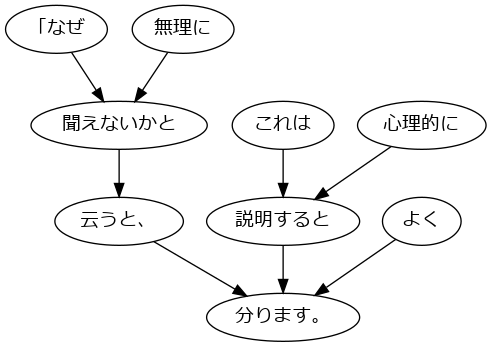 「なぜ
無理に
聞えないかと
これは
心理的に
云うと、
説明すると
よく
分ります。